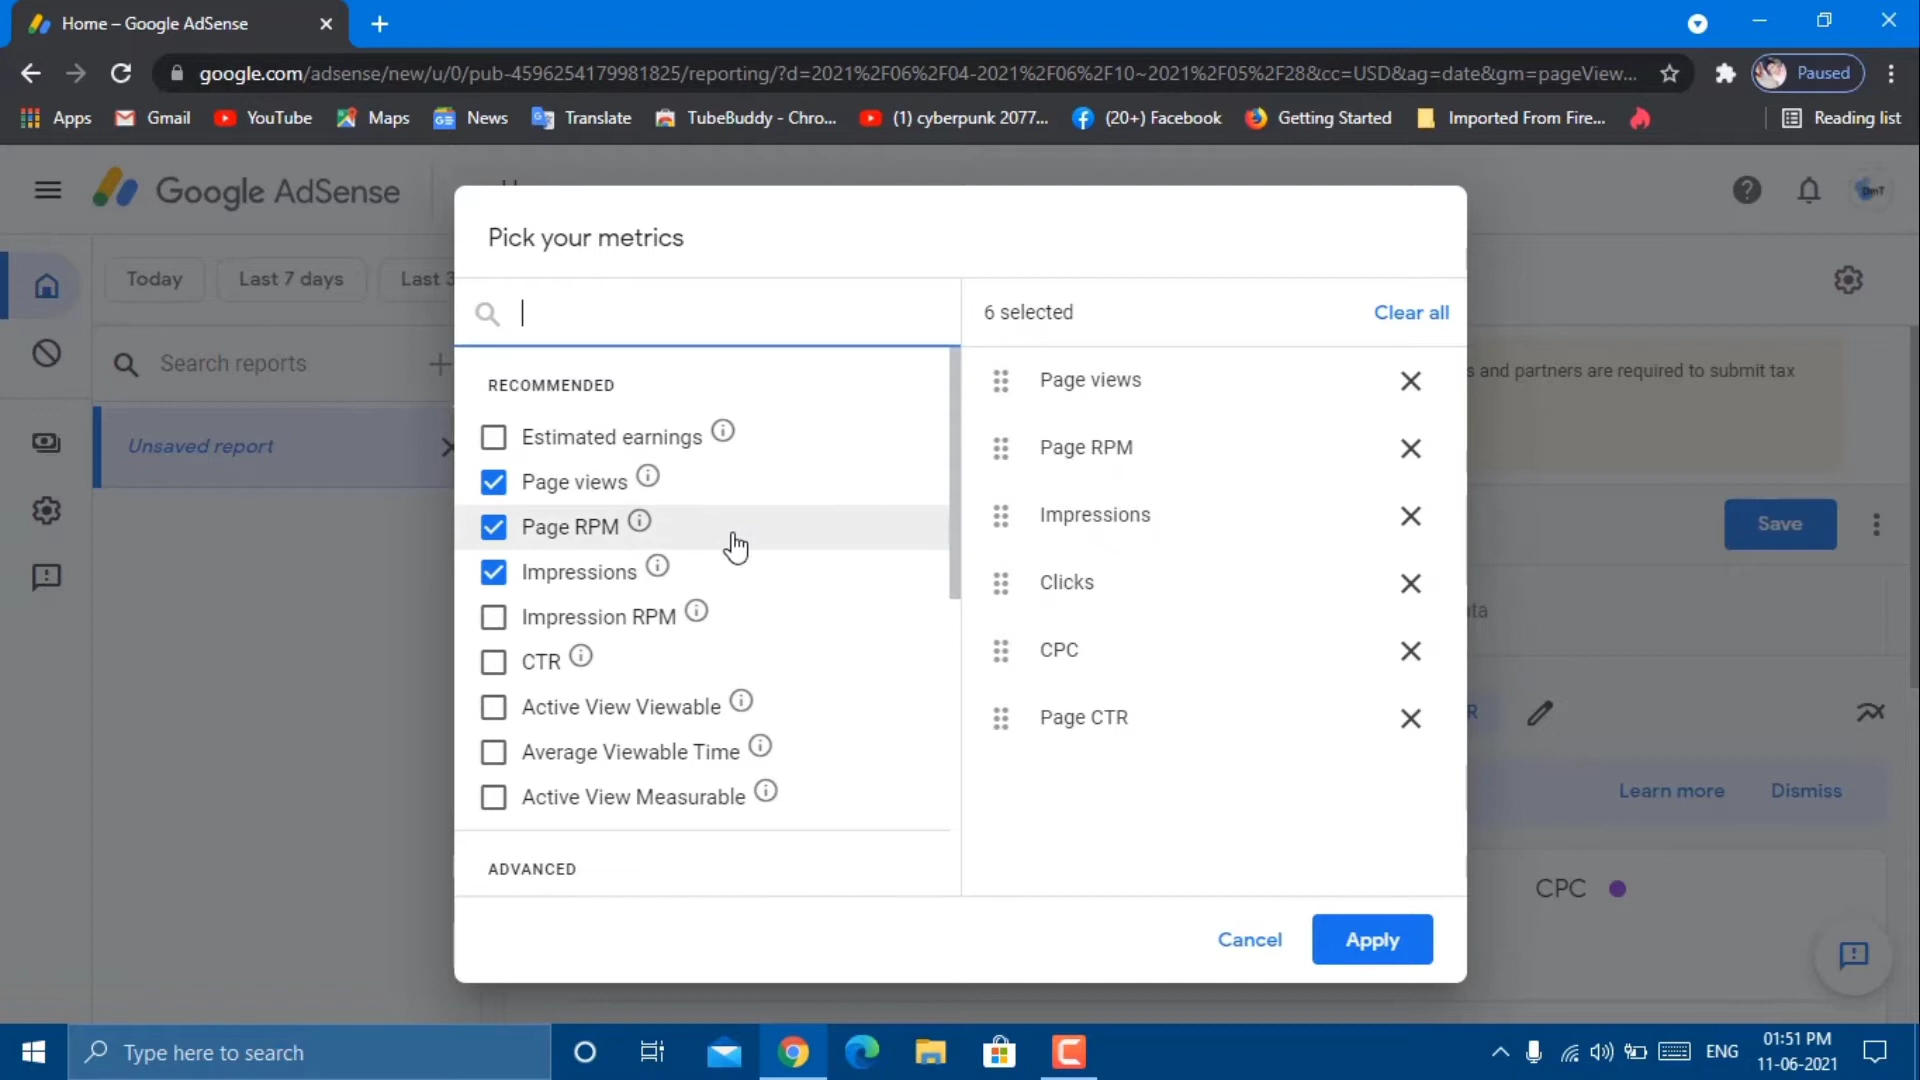 Home – Google AdSense
google.com/adsense/new/u/0/pub-4596254179981825/reporting/?d=2021%2F06%2F04-2021%2F06%2F10~2021%2F05%2F28&cc=USD&ag=date&gm=pageView...
Paused
Apps
Gmail
YouTube
Maps
News
Translate
TubeBuddy - Chro...
(1) cyberpunk 2077...
(20+) Facebook
Getting Started
Imported From Fire...
Reading list
Google AdSense
DmT
Today
Last 7 days
Last 3
Search reports
Unsaved report
s and partners are required to submit tax
Save
ta
R
Learn more
Dismiss
CPC
Pick your metrics
6 selected
Clear all
RECOMMENDED
Estimated earnings
Page views
Page RPM
Impressions
Impression RPM
CTR
Active View Viewable
Average Viewable Time
Active View Measurable
ADVANCED
Page views
Page RPM
Impressions
Clicks
CPC
Page CTR
Cancel
Apply
Type here to search
ENG
01:51 PM
11-06-2021